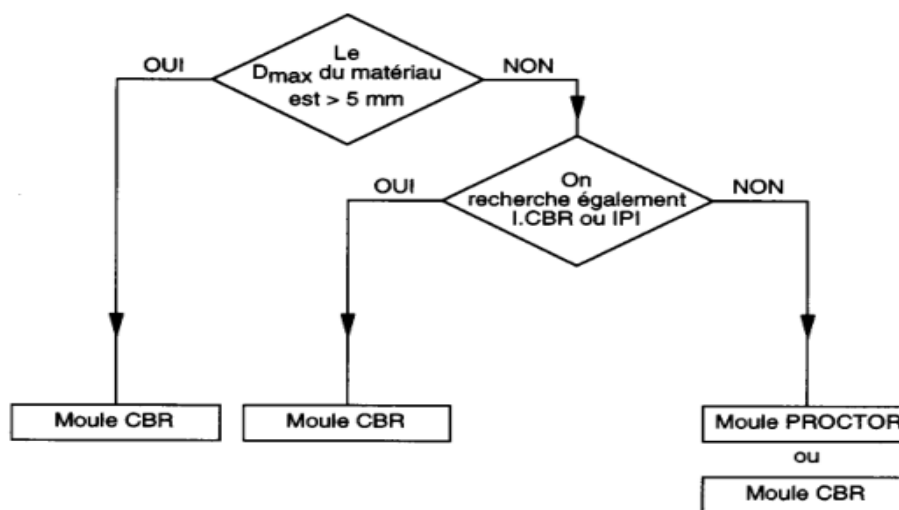 Le
Dmax du matériau
est > 5 mm
OUI
NON
On
recherche également
I.CBR ou IPI
OUI
NON
Moule CBR
Moule CBR
Moule PROCTOR
ou
Moule CBR